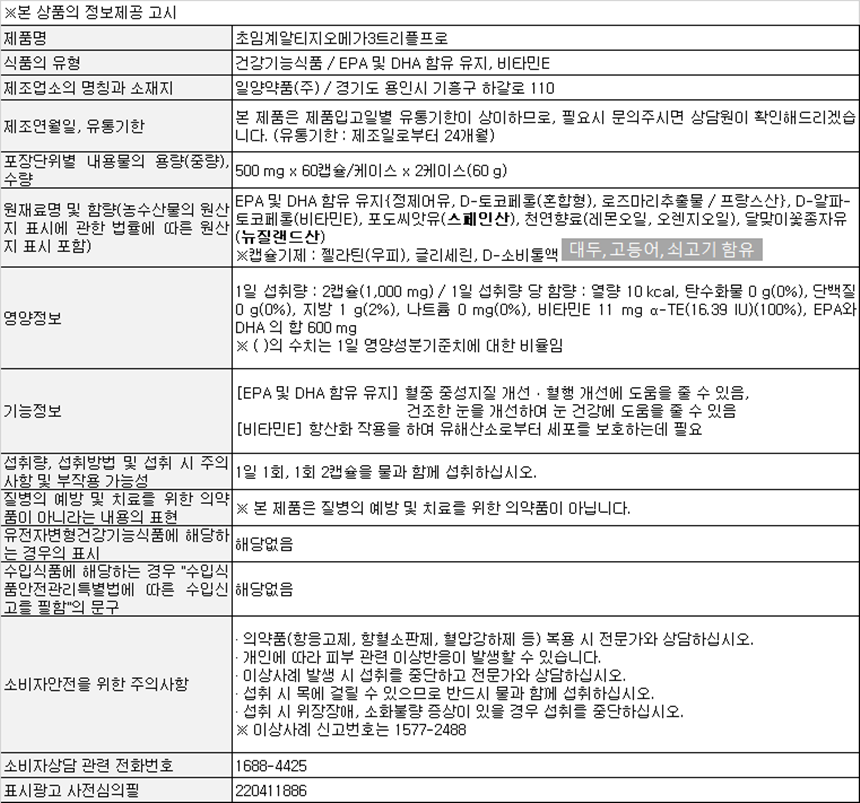 ※본 상품의 정보제공 고시
제품명 초임계알티지오메가3트리플프로
식품의 유형 건강기능식품 / EPA 및 DHA 함유 유지, 비타민E
제조업소의 명칭과 소재지 일양약품(주) / 경기도 용인시 기흥구 하갈로 110
제조연월일, 유통기한
본 제품은 제품입고일별 유통기한이 상이하므로, 필요시 문의주시면 상담원이 확인해드리겠습
니다. (유통기한 : 제조일로부터 24개월)
포장단위별 내용물의 용량(중량),
수량
500 mg x 60캡슐/케이스 x 2케이스(60 g)
원재료명 및 함량(농수산물의 원산
지 표시에 관한 법률에 따른 원산
지 표시 포함)
EPA 및 DHA 함유 유지{정제어유, D-토코페롤(혼합형), 로즈마리추출물 / 프랑스산}, D-알파-
토코페롤(비타민E), 포도씨앗유(스페인산), 천연향료(레몬오일, 오렌지오일), 달맞이꽃종자유
(뉴질랜드산)
※캡슐기제 : 젤라틴(우피), 글리세린, D-소비톨액 대두, 고등어, 쇠고기 함유
영양정보
1일 섭취량 : 2캡슐(1,000 mg) / 1일 섭취량 당 함량 : 열량 10 kcal, 탄수화물 0 g(0%), 단백질
0 g(0%), 지방 1 g(2%), 나트륨 0 mg(0%), 비타민E 11 mg α-TE(16.39 IU)(100%), EPA와
DHA 의 합 600 mg
※ ( )의 수치는 1일 영양성분기준치에 대한 비율임
기능정보
[EPA 및 DHA 함유 유지] 혈중 중성지질 개선 · 혈행 개선에 도움을 줄 수 있음,
건조한 눈을 개선하며 눈 건강에 도움을 줄 수 있음
[비타민E] 항산화 작용을 하여 유해산소로부터 세포를 보호하는데 필요
섭취량, 섭취방법 및 섭취 시 주의
사항 및 부작용 가능성
1일 1회, 1회 2캡슐을 물과 함께 섭취하십시오.
질병의 예방 및 치료를 위한 의약
품이 아니라는 내용의 표현
※ 본 제품은 질병의 예방 및 치료를 위한 의약품이 아닙니다.
유전자변형건강기능식품에 해당하
는 경우의 표시
해당없음
수입식품에 해당하는 경우 "수입식
품안전관리특별법에 따른 수입신
고를 필함"의 문구
해당없음
소비자안전을 위한 주의사항
· 의약품(항응고제, 항혈소판제, 혈압강하제 등) 복용 시 전문가와 상담하십시오.
· 개인에 따라 피부 관련 이상반응이 발생할 수 있습니다.
· 이상사례 발생 시 섭취를 중단하고 전문가와 상담하십시오.
· 섭취 시 목에 걸릴 수 있으므로 반드시 물과 함께 섭취하십시오.
· 섭취 시 위장장애, 소화불량 증상이 있을 경우 섭취를 중단하십시오.
※ 이상사례 신고번호는 1577-2488
소비자상담 관련 전화번호 1688-4425
표시광고 사전심의필 220411886